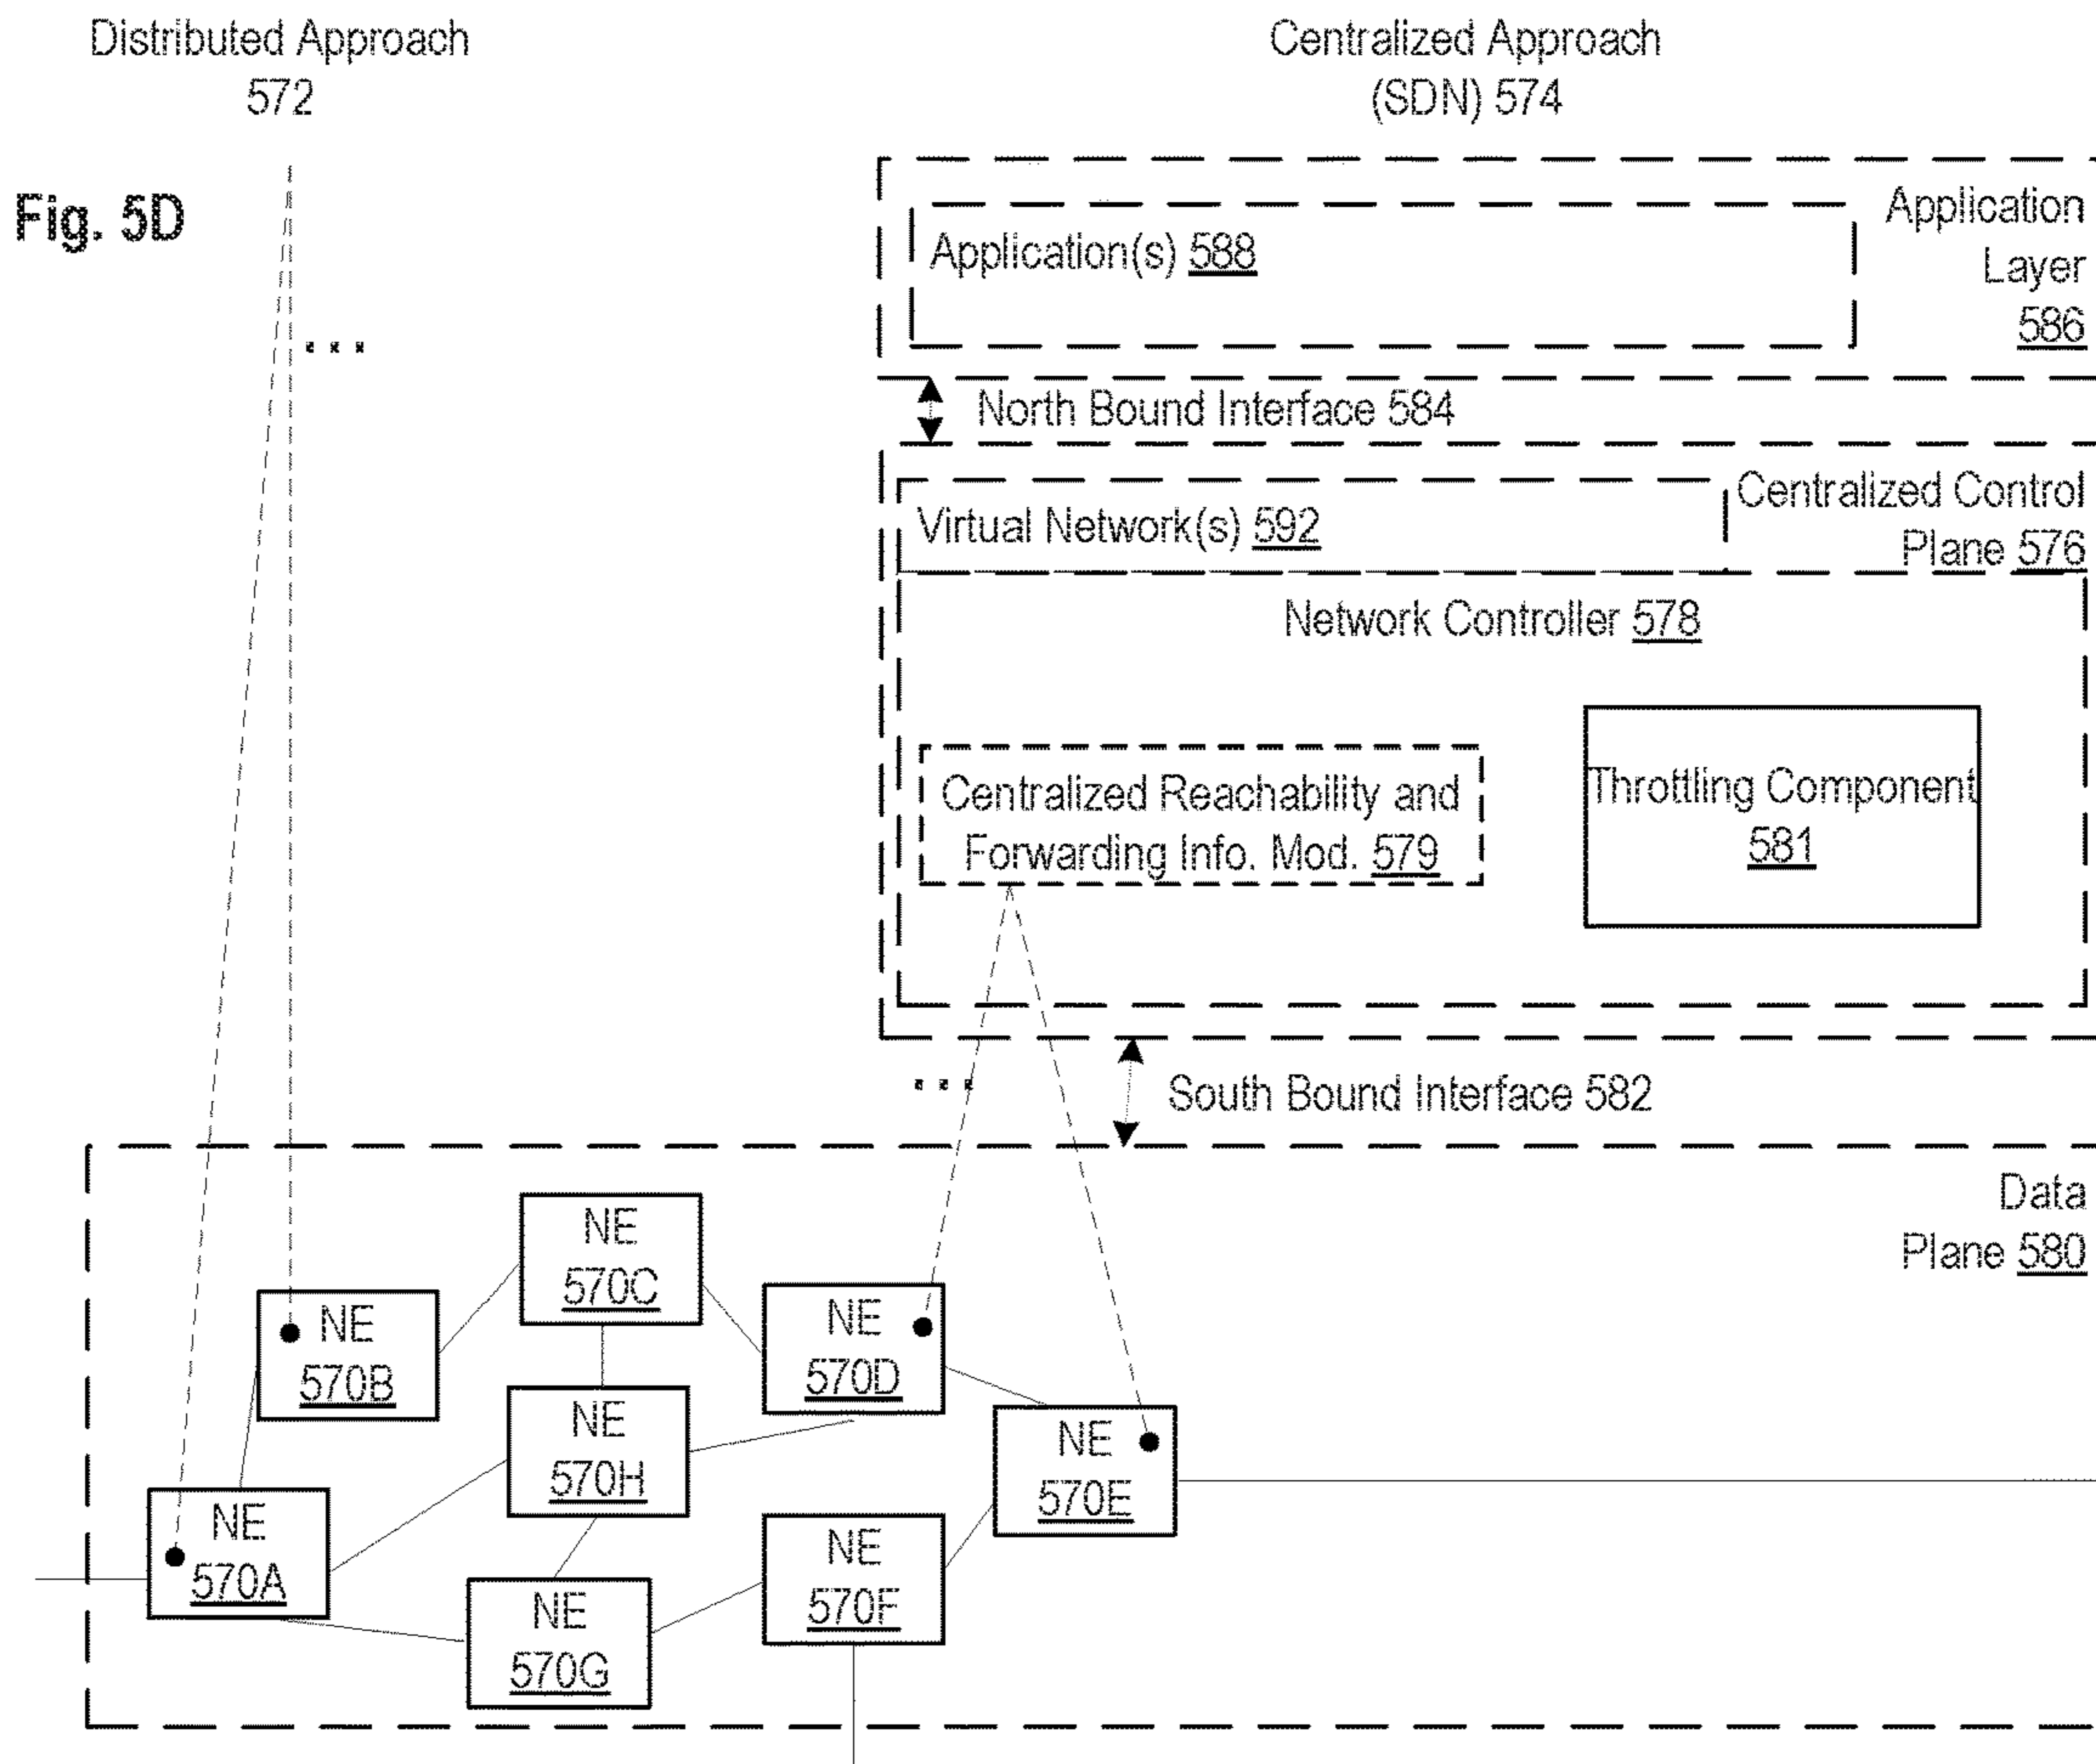 Distributed Approach
572
Centralized Approach
(SDN) 574
Fig. 5D
...
Application(s) 588
Application
Layer
586
North Bound Interface 584
Virtual Network(s) 592
Centralized Control
Plane 576
Network Controller 578
Centralized Reachability and
Forwarding Info. Mod. 579
Throttling Component
581
...
South Bound Interface 582
Data
Plane 580
NE
570C
NE
570B
NE
570D
NE
570H
NE
570E
NE
570A
NE
570F
NE
570G